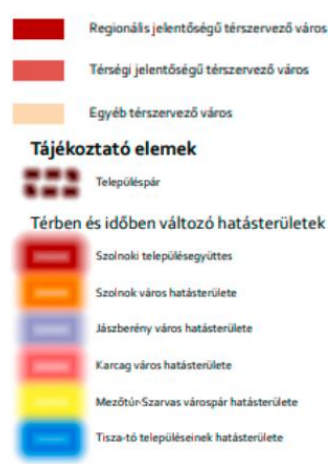 Regionális jelentőségű térszervező város
Térségi jelentőségű térszervező város
Egyéb térszervező város
Tájékoztató elemek
Településpár
Térben és időben változó hatásterületek
Szolnoki településegyüttes
Szolnok város hatásterülete
Jászberény város hatásterülete
Karcag város hatásterülete
Mezőtúr-Szarvas várospár hatásterülete
Tisza-tó településeinek hatásterülete